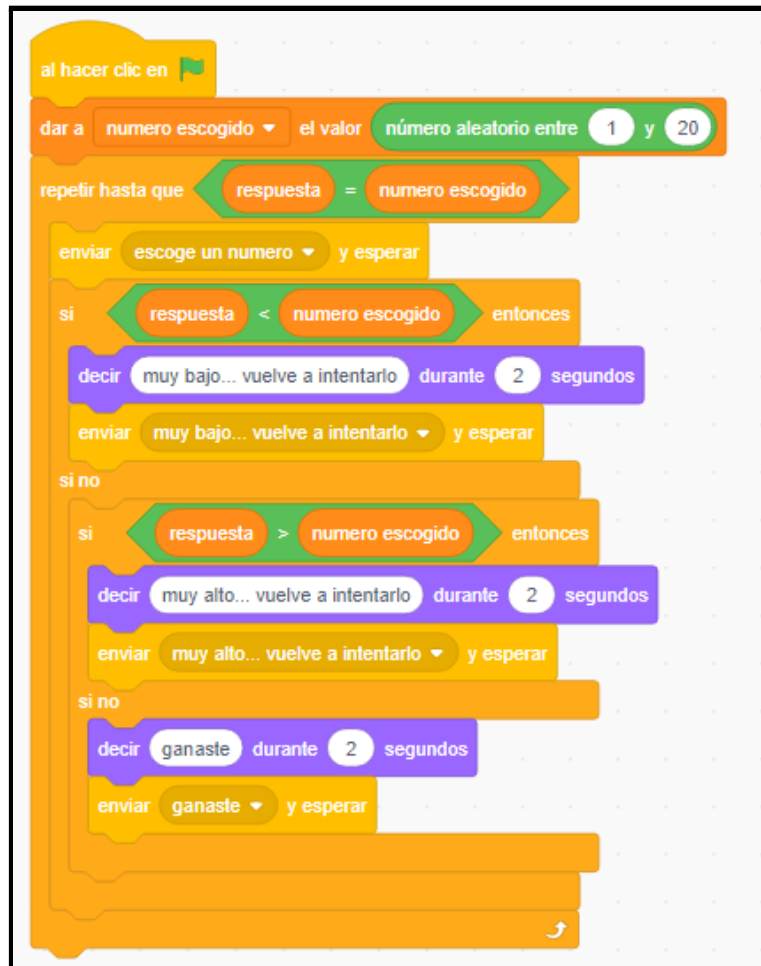 al hacer clic en
dar a numero escogido el valor número aleatorio entre 1 y 20
repetir hasta que respuesta = numero escogido
enviar escoge un numero y esperar
si respuesta < numero escogido entonces
decir muy bajo... vuelve a intentarlo durante 2 segundos
enviar muy bajo... vuelve a intentarlo y esperar
si no
si respuesta > numero escogido entonces
decir muy alto... vuelve a intentarlo durante 2 segundos
enviar muy alto... vuelve a intentarlo y esperar
si no
decir ganaste durante 2 segundos
enviar ganaste y esperar